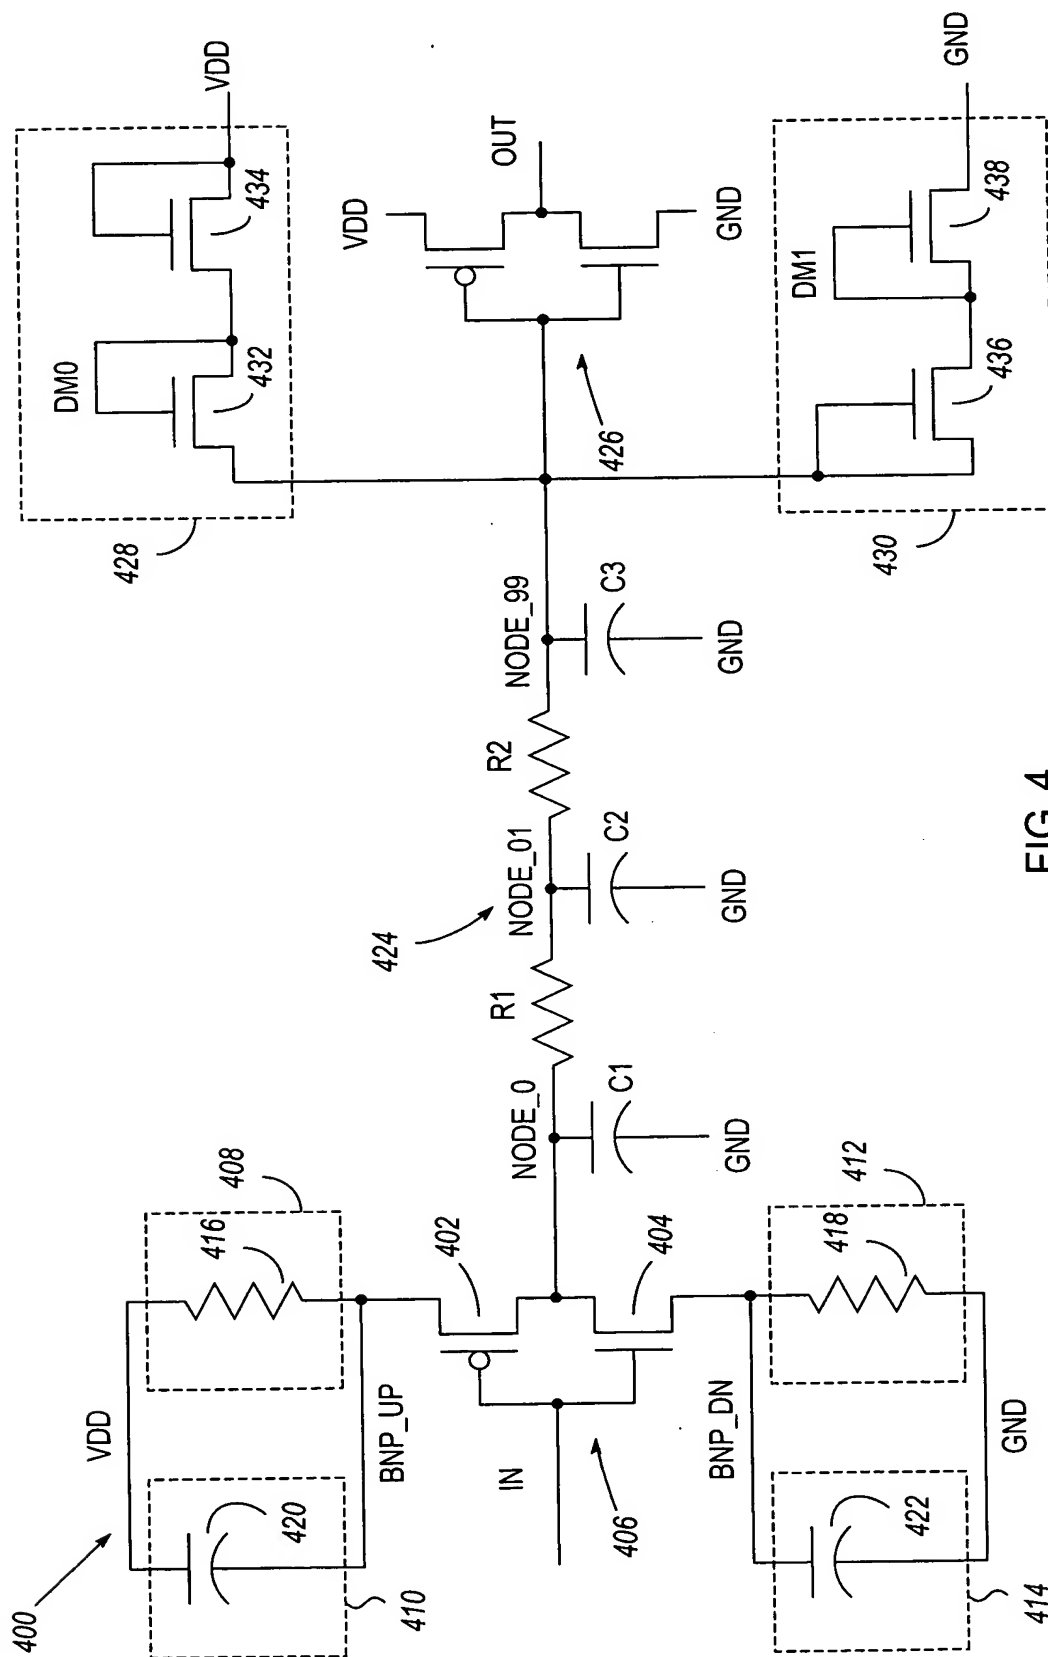 400
VDD
408
416
420
410
BNP_UP
402
IN
406
404
BNP_DN
412
418
422
414
GND
NODE_0
C1
GND
R1
424
NODE_01
C2
GND
R2
NODE_99
C3
GND
428
DM0
432
434
VDD
VDD
OUT
426
GND
430
436
DM1
438
GND
FIG. 4